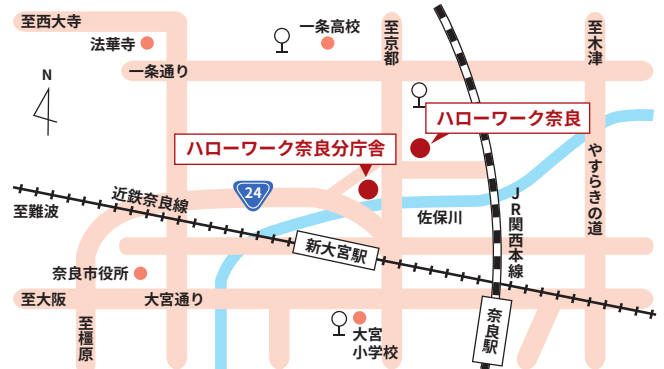 至西大寺
法華寺
一条高校
至京都
至木津
一条通り
N
ハローワーク奈良
ハローワーク奈良分庁舎
24
近鉄奈良線
至難波
佐保川
やすらぎの道
JR関西本線
新大宮駅
奈良市役所
至大阪
大宮通り
至橿原
大宮
小学校
奈良駅